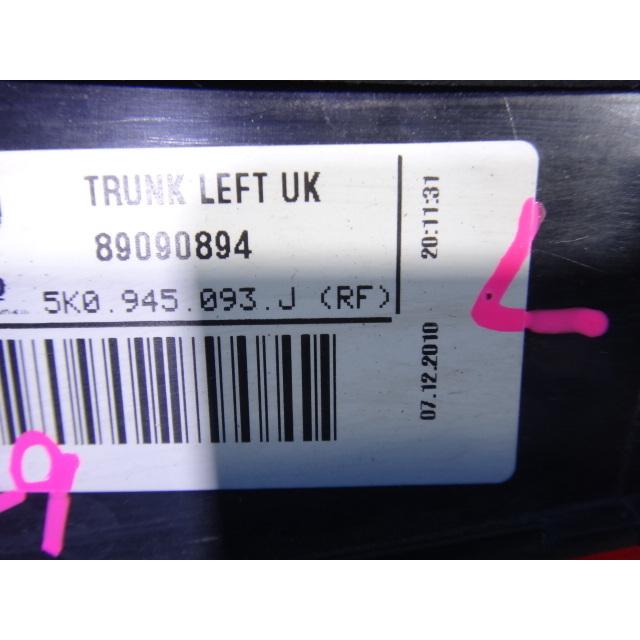 TRUNK LEFT UK
89090894
5K0.945.093.J (RF)
20:11:31
07.12.2010
L